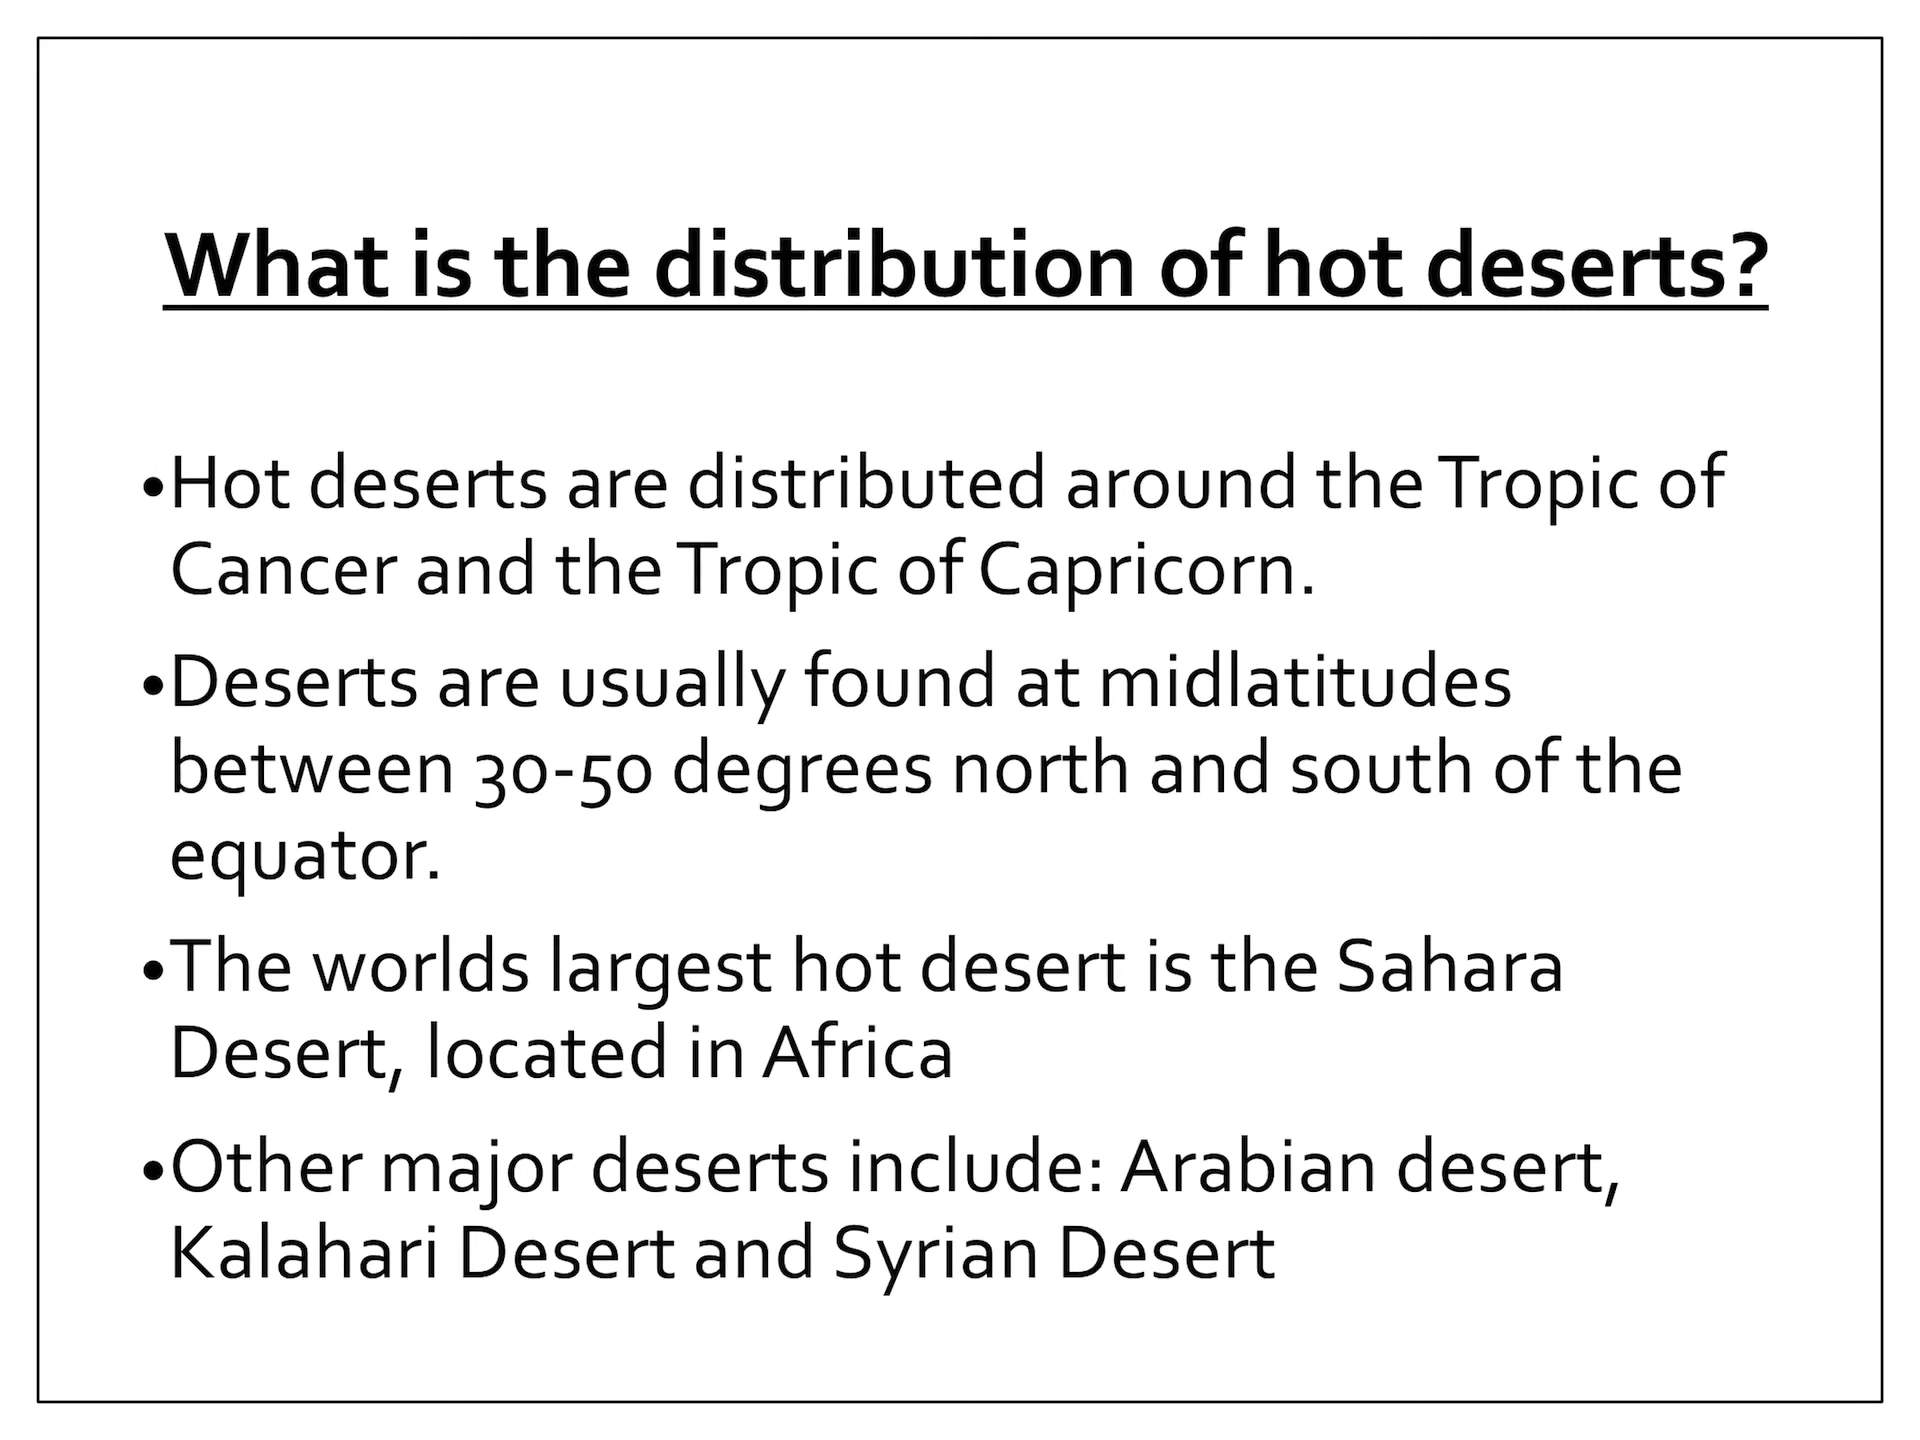 What is the distribution of hot deserts?
•Hot deserts are distributed around the Tropic of
Cancer and the Tropic of Capricorn.
•Deserts are usually found at midlatitudes
between 30-50 degrees north and south of the
equator.
•The worlds largest hot desert is the Sahara
Desert, located in Africa
•Other major deserts include: Arabian desert,
Kalahari Desert and Syrian Desert